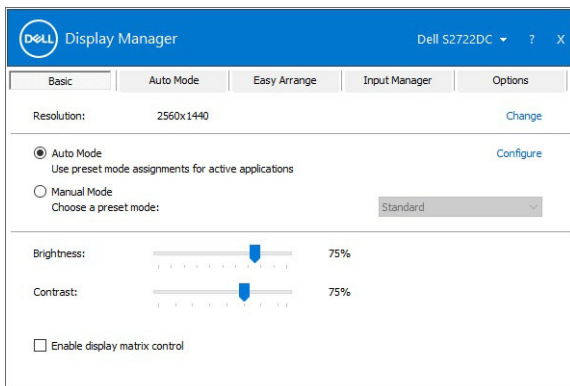 DELL Display Manager Dell S2722DC ? X
Basic Auto Mode Easy Arrange Input Manager Options
Resolution: 2560x1440 Change
Auto Mode Configure
Use preset mode assignments for active applications
Manual Mode
Choose a preset mode: Standard
Brightness: 75%
Contrast: 75%
Enable display matrix control